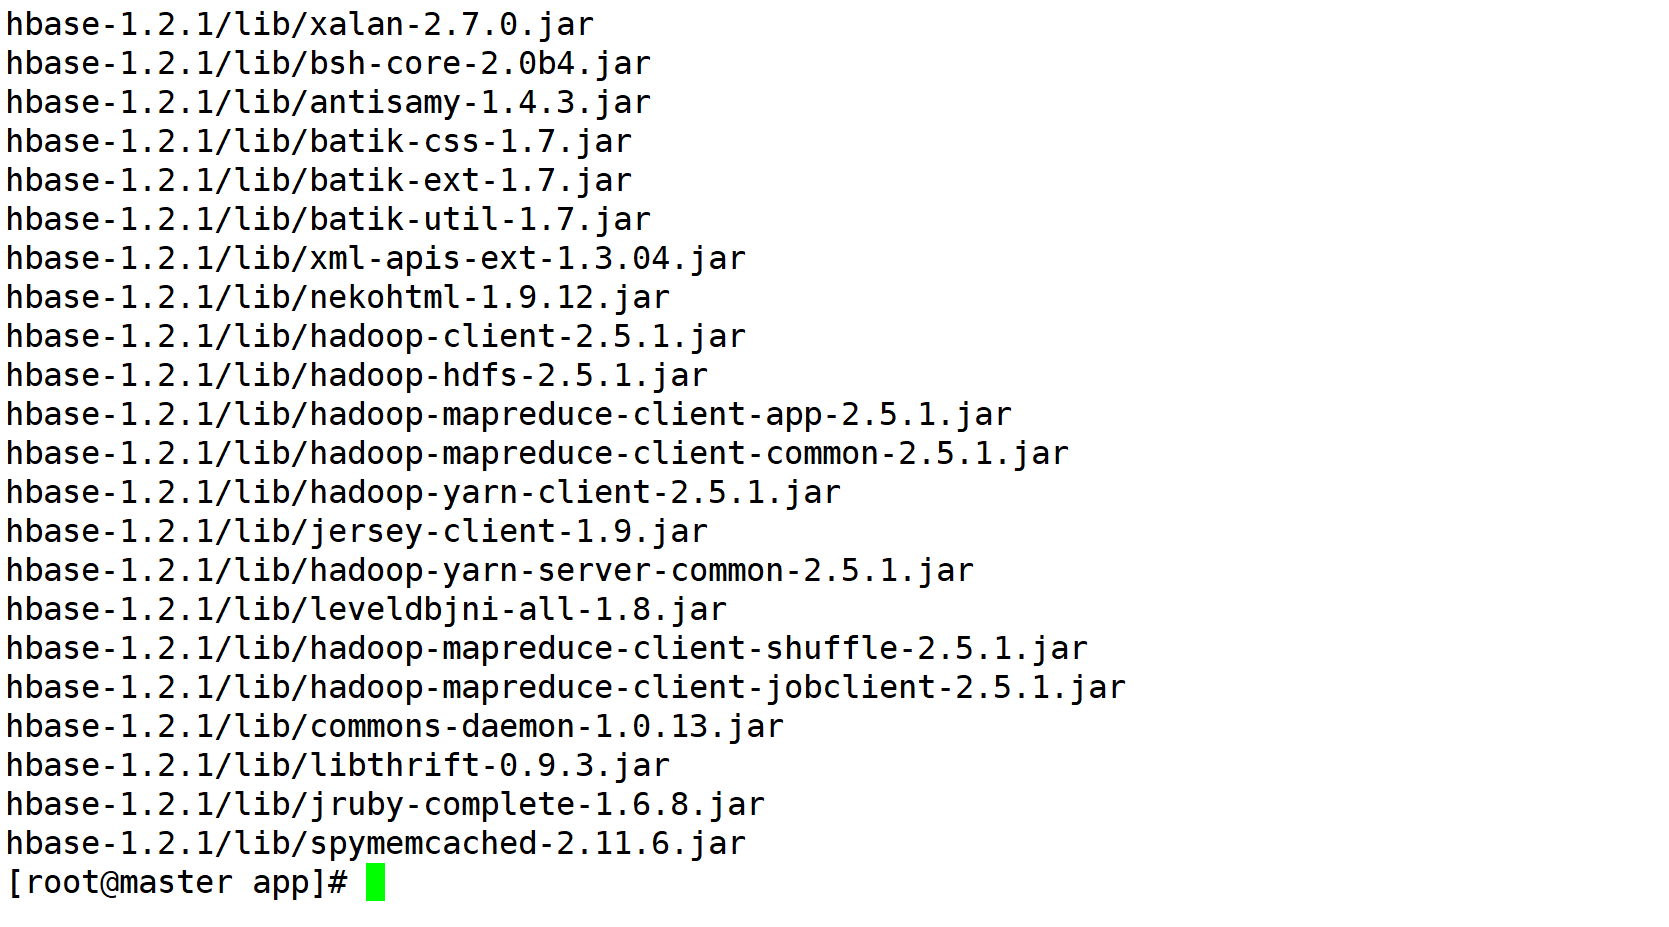 hbase-1.2.1/lib/xalan-2.7.0.jar
hbase-1.2.1/lib/bsh-core-2.0b4.jar
hbase-1.2.1/lib/antisamy-1.4.3.jar
hbase-1.2.1/lib/batik-css-1.7.jar
hbase-1.2.1/lib/batik-ext-1.7.jar
hbase-1.2.1/lib/batik-util-1.7.jar
hbase-1.2.1/lib/xml-apis-ext-1.3.04.jar
hbase-1.2.1/lib/nekohtml-1.9.12.jar
hbase-1.2.1/lib/hadoop-client-2.5.1.jar
hbase-1.2.1/lib/hadoop-hdfs-2.5.1.jar
hbase-1.2.1/lib/hadoop-mapreduce-client-app-2.5.1.jar
hbase-1.2.1/lib/hadoop-mapreduce-client-common-2.5.1.jar
hbase-1.2.1/lib/hadoop-yarn-client-2.5.1.jar
hbase-1.2.1/lib/jersey-client-1.9.jar
hbase-1.2.1/lib/hadoop-yarn-server-common-2.5.1.jar
hbase-1.2.1/lib/leveldbjni-all-1.8.jar
hbase-1.2.1/lib/hadoop-mapreduce-client-shuffle-2.5.1.jar
hbase-1.2.1/lib/hadoop-mapreduce-client-jobclient-2.5.1.jar
hbase-1.2.1/lib/commons-daemon-1.0.13.jar
hbase-1.2.1/lib/libthrift-0.9.3.jar
hbase-1.2.1/lib/jruby-complete-1.6.8.jar
hbase-1.2.1/lib/spymemcached-2.11.6.jar
[root@master app]#